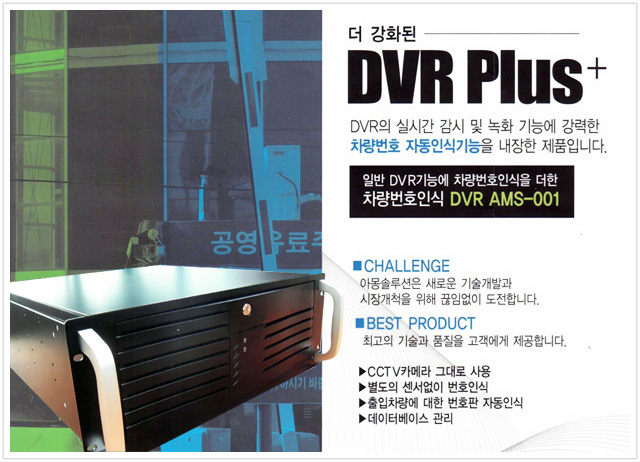 더 강화된
DVR Plus+
DVR의 실시간 감시 및 녹화 기능에 강력한
차량번호 자동인식기능을 내장한 제품입니다.
일반 DVR기능에 차량번호인식을 더한
차량번호인식 DVR AMS-001
공영유료주
■CHALLENGE
아몽솔루션은 새로운 기술개발과
시장개척을 위해 끊임없이 도전합니다.
■BEST PRODUCT
최고의 기술과 품질을 고객에게 제공합니다.
▶CCTV카메라 그대로 사용
▶별도의 센서없이 번호인식
▶출입차량에 대한 번호판 자동인식
▶데이터베이스 관리
하시기 바